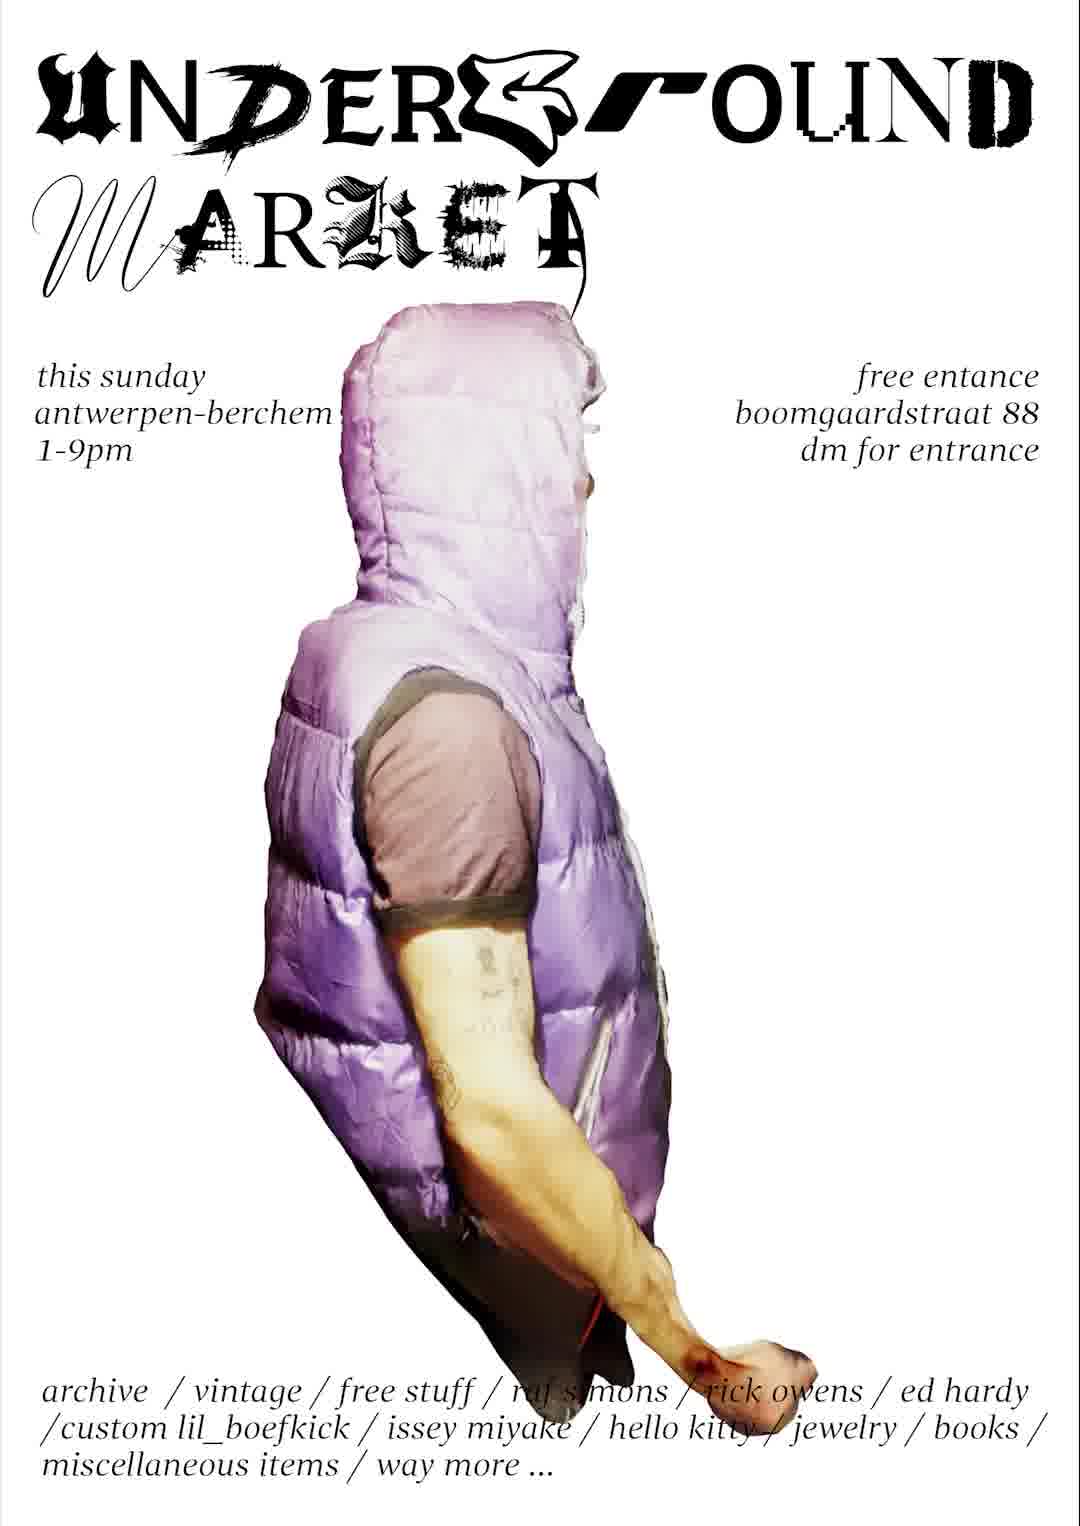 UNDERGrOUND
MARKET
this sunday
antwerpen-berchem
1-9pm
free entance
boomgaardstraat 88
dm for entrance
archive / vintage / free stuff / raf simons / rick owens / ed hardy
/custom lil_boefkick / issey miyake / hello kitty / jewelry / books /
miscellaneous items / way more ...